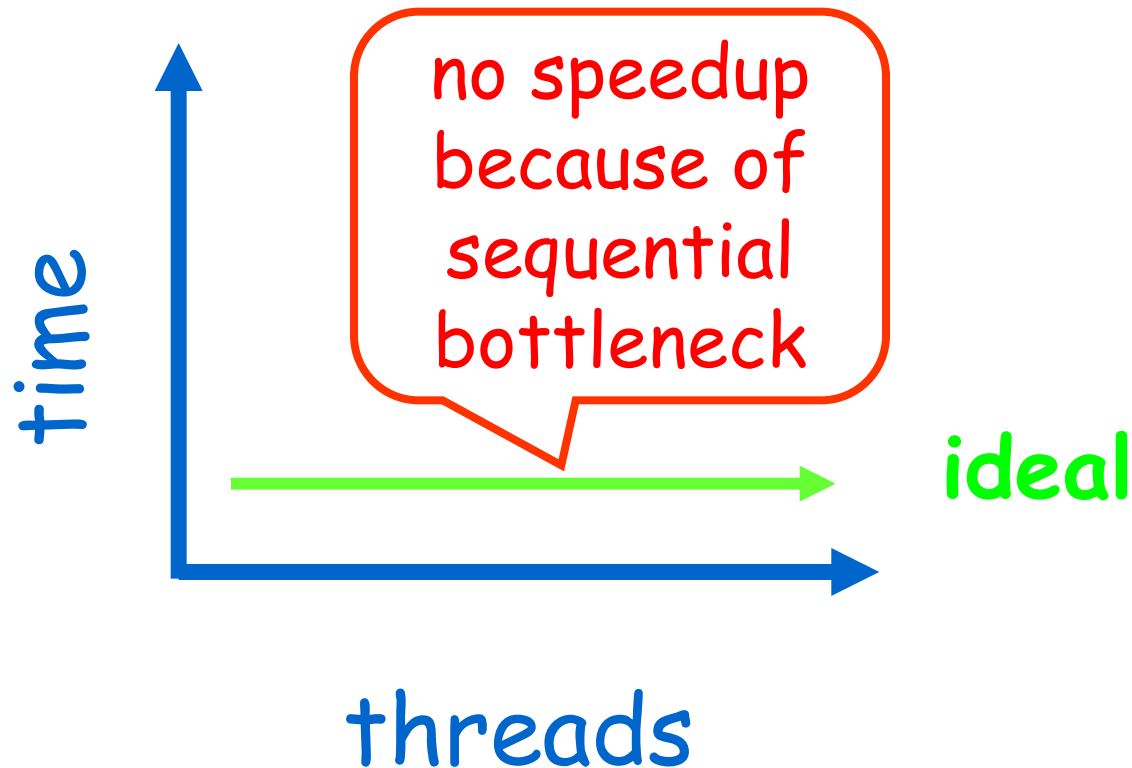 no speedup
because of
sequential
bottleneck
time
ideal
threads